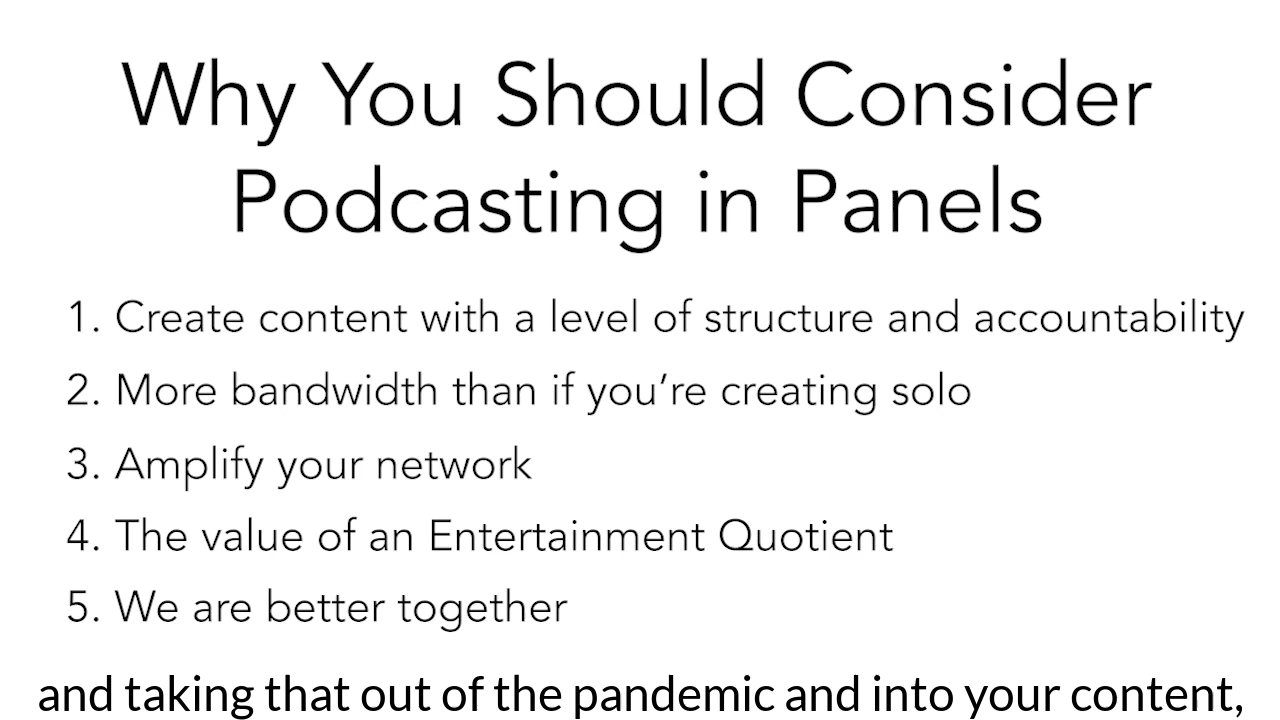 Why You Should Consider
Podcasting in Panels
1. Create content with a level of structure and accountability
2. More bandwidth than if you’re creating solo
3. Amplify your network
4. The value of an Entertainment Quotient
5. We are better together
and taking that out of the pandemic and into your content,